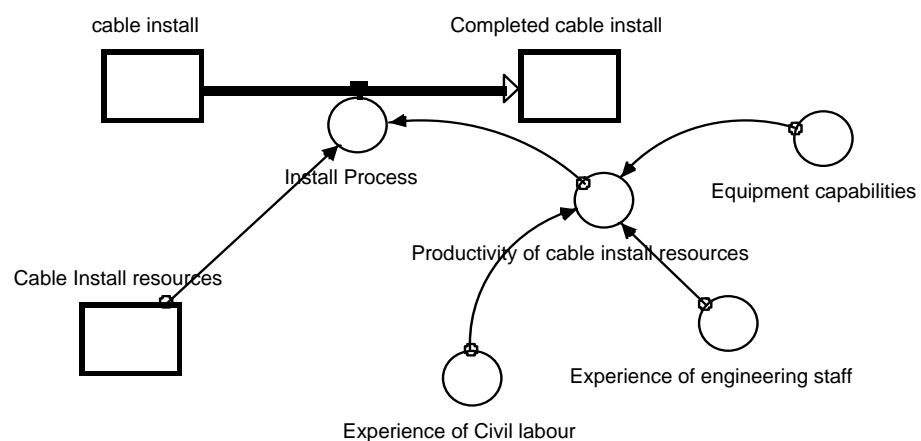 cable install
Completed cable install
Install Process
Equipment capabilities
Productivity of cable install resources
Cable Install resources
Experience of engineering staff
Experience of Civil labour